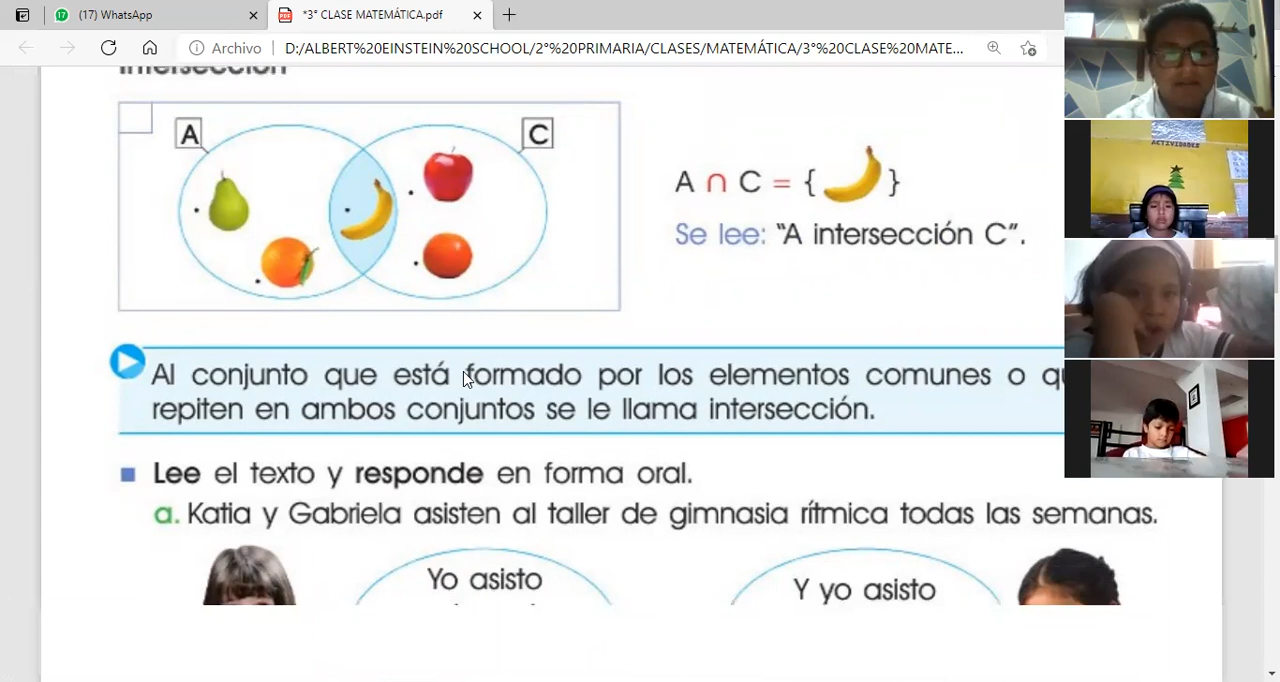 (17) WhatsApp
*3° CLASE MATEMÁTICA.pdf
Archivo
D:/ALBERT%20EINSTEIN%20SCHOOL/2°%20PRIMARIA/CLASES/MATEMÁTICA/3°%20CLASE%20MATE...
Intersección
A
C
A ∩ C = { }
Se lee: “A intersección C”.
Al conjunto que está formado por los elementos comunes o
repiten en ambos conjuntos se le llama intersección.
Lee el texto y responde en forma oral.
a. Katia y Gabriela asisten al taller de gimnasia rítmica todas las semanas.
Yo asisto
Y yo asisto
ACTIVIDADES